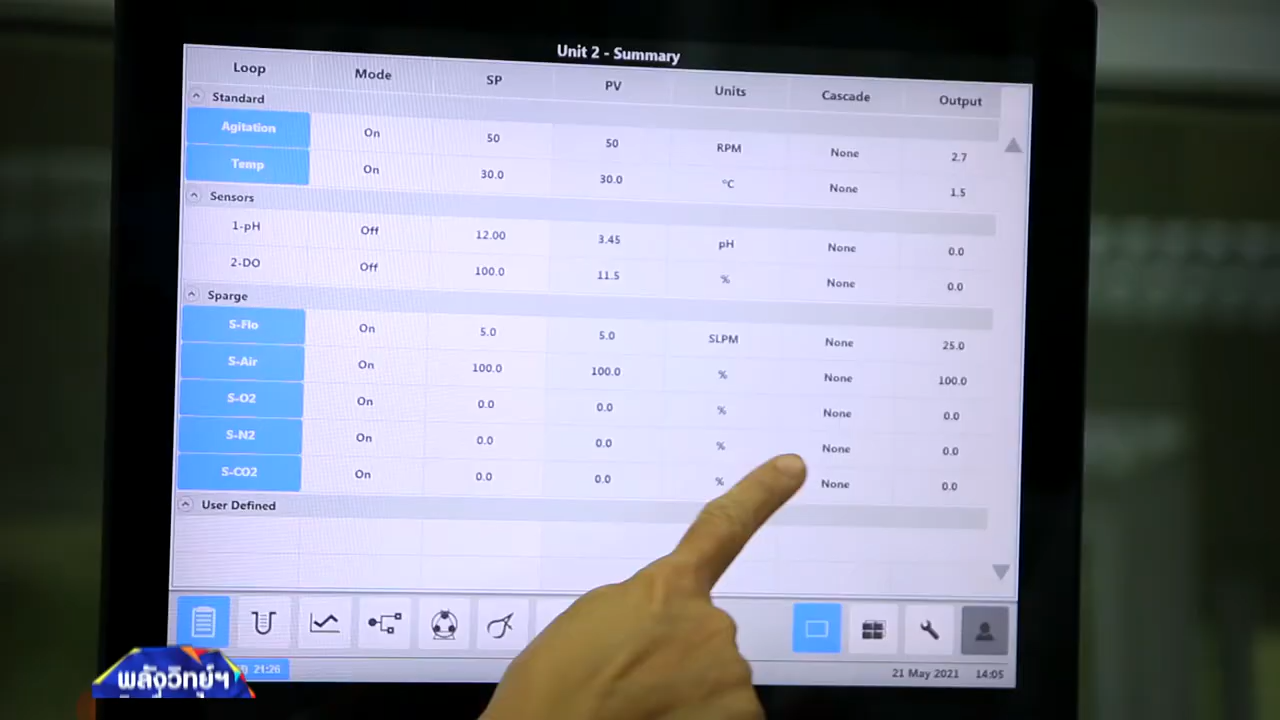 Unit 2 - Summary
Loop Mode SP PV Units Cascade Output
Standard
Agitation On 50 50 RPM None 2.7
Temp On 30.0 30.0 °C None 1.5
Sensors
1-pH Off 12.00 3.45 pH None 0.0
2-DO Off 100.0 11.5 % None 0.0
Sparge
S-Flo On 5.0 5.0 SLPM None 25.0
S-Air On 100.0 100.0 % None 100.0
S-O2 On 0.0 0.0 % None 0.0
S-N2 On 0.0 0.0 % None 0.0
S-CO2 On 0.0 0.0 % None 0.0
User Defined
21:26
21 May 2021 14:05
พลังวิทย์ฯ